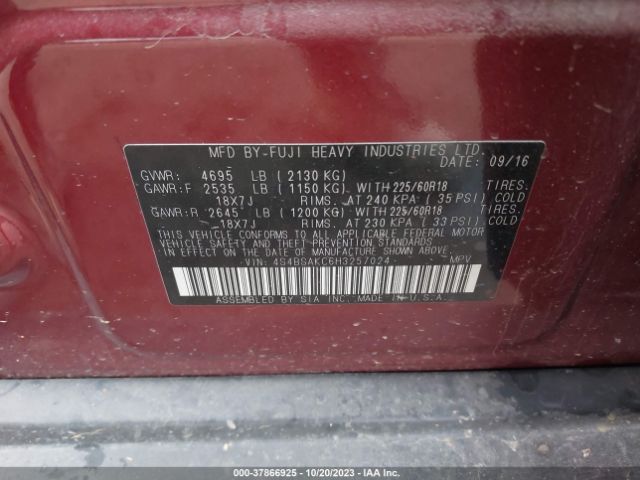 MFD BY-FUJI HEAVY INDUSTRIES LTD.
DATE: 09/16
GVWR: 4695 LB (2130 KG)
GAWR:F 2535 LB (1150 KG) WITH 225/60R18 TIRES.
18X7J RIMS. AT 240 KPA ( 35 PSI) COLD
GAWR:R 2645 LB (1200 KG) WITH 225/60R18 TIRES.
18X7J RIMS. AT 230 KPA ( 33 PSI) COLD
THIS VEHICLE CONFORMS TO ALL APPLICABLE FEDERAL MOTOR
VEHICLE SAFETY AND THEFT PREVENTION STANDARDS
IN EFFECT ON THE DATE OF MANUFACTURE SHOWN ABOVE.
VIN: 4S4BSAKC6H3257024 MPV
ASSEMBLED BY SIA INC. MADE IN U.S.A.
000-37866925 - 10/20/2023 - IAA Inc.